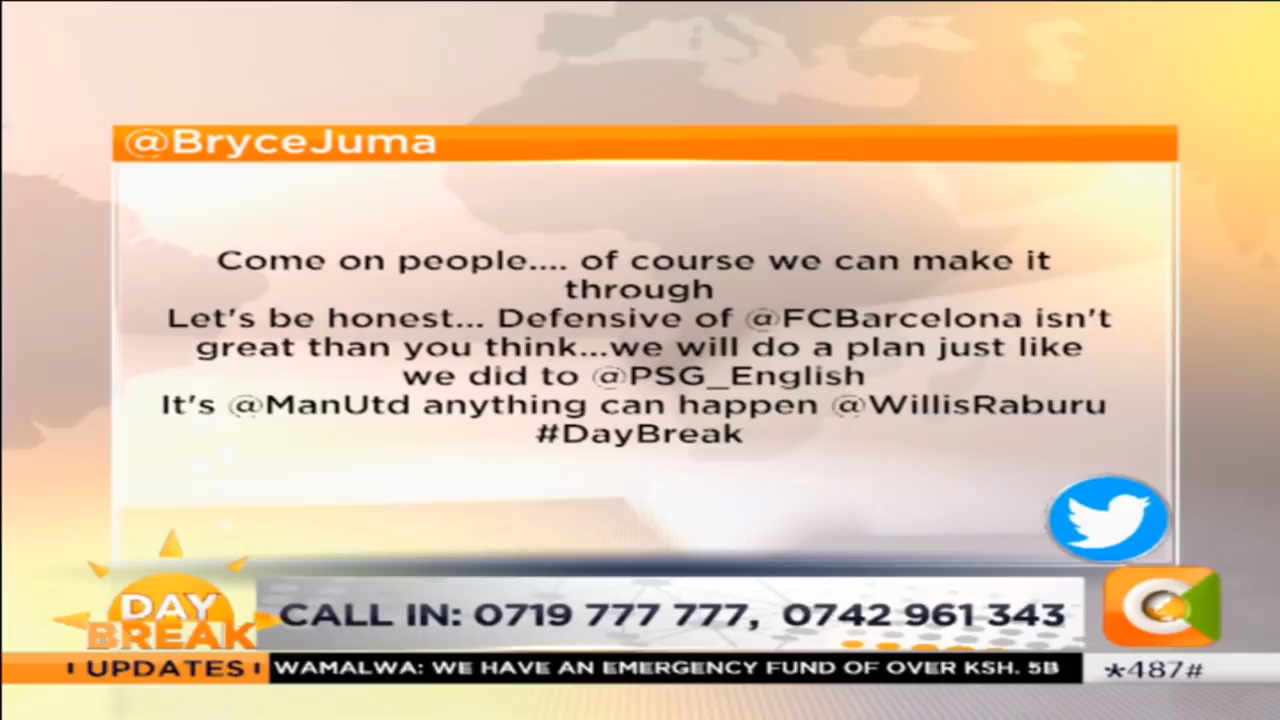 @BryceJuma
Come on people.... of course we can make it
through
Let's be honest... Defensive of @FCBarcelona isn't
great than you think...we will do a plan just like
we did to @PSG_English
It's @ManUtd anything can happen @WillisRaburu
#DayBreak
DAY
BREAK
CALL IN: 0719 777 777, 0742 961 343
UPDATES
WAMALWA: WE HAVE AN EMERGENCY FUND OF OVER KSH. 5B
*487#